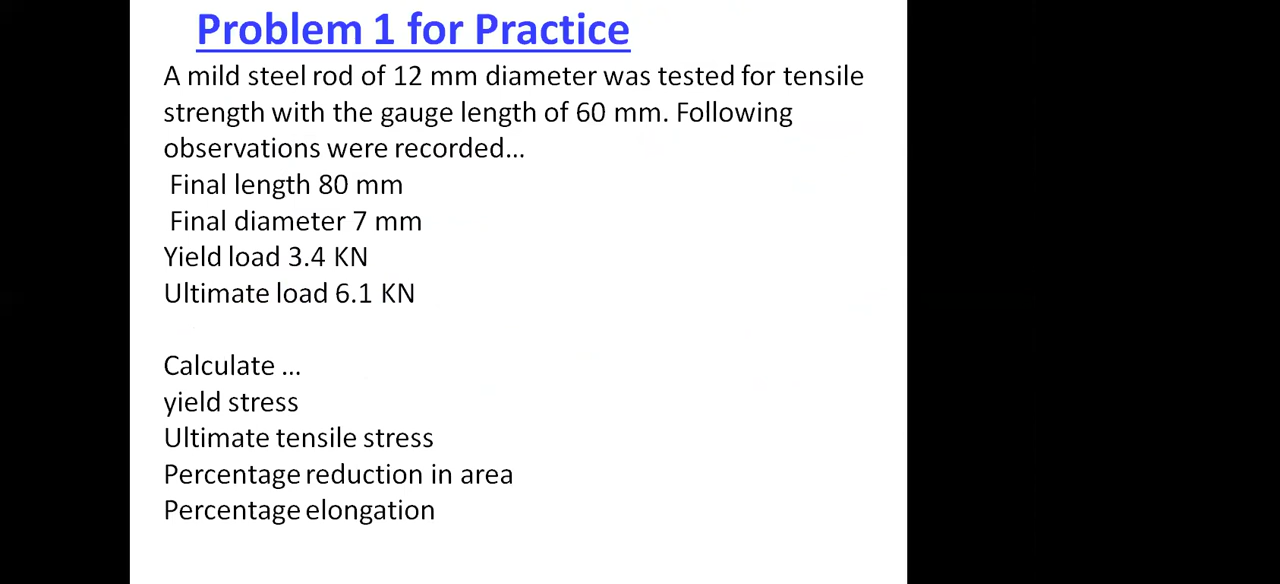 Problem 1 for Practice
A mild steel rod of 12 mm diameter was tested for tensile
strength with the gauge length of 60 mm. Following
observations were recorded...
Final length 80 mm
Final diameter 7 mm
Yield load 3.4 KN
Ultimate load 6.1 KN
Calculate ...
yield stress
Ultimate tensile stress
Percentage reduction in area
Percentage elongation